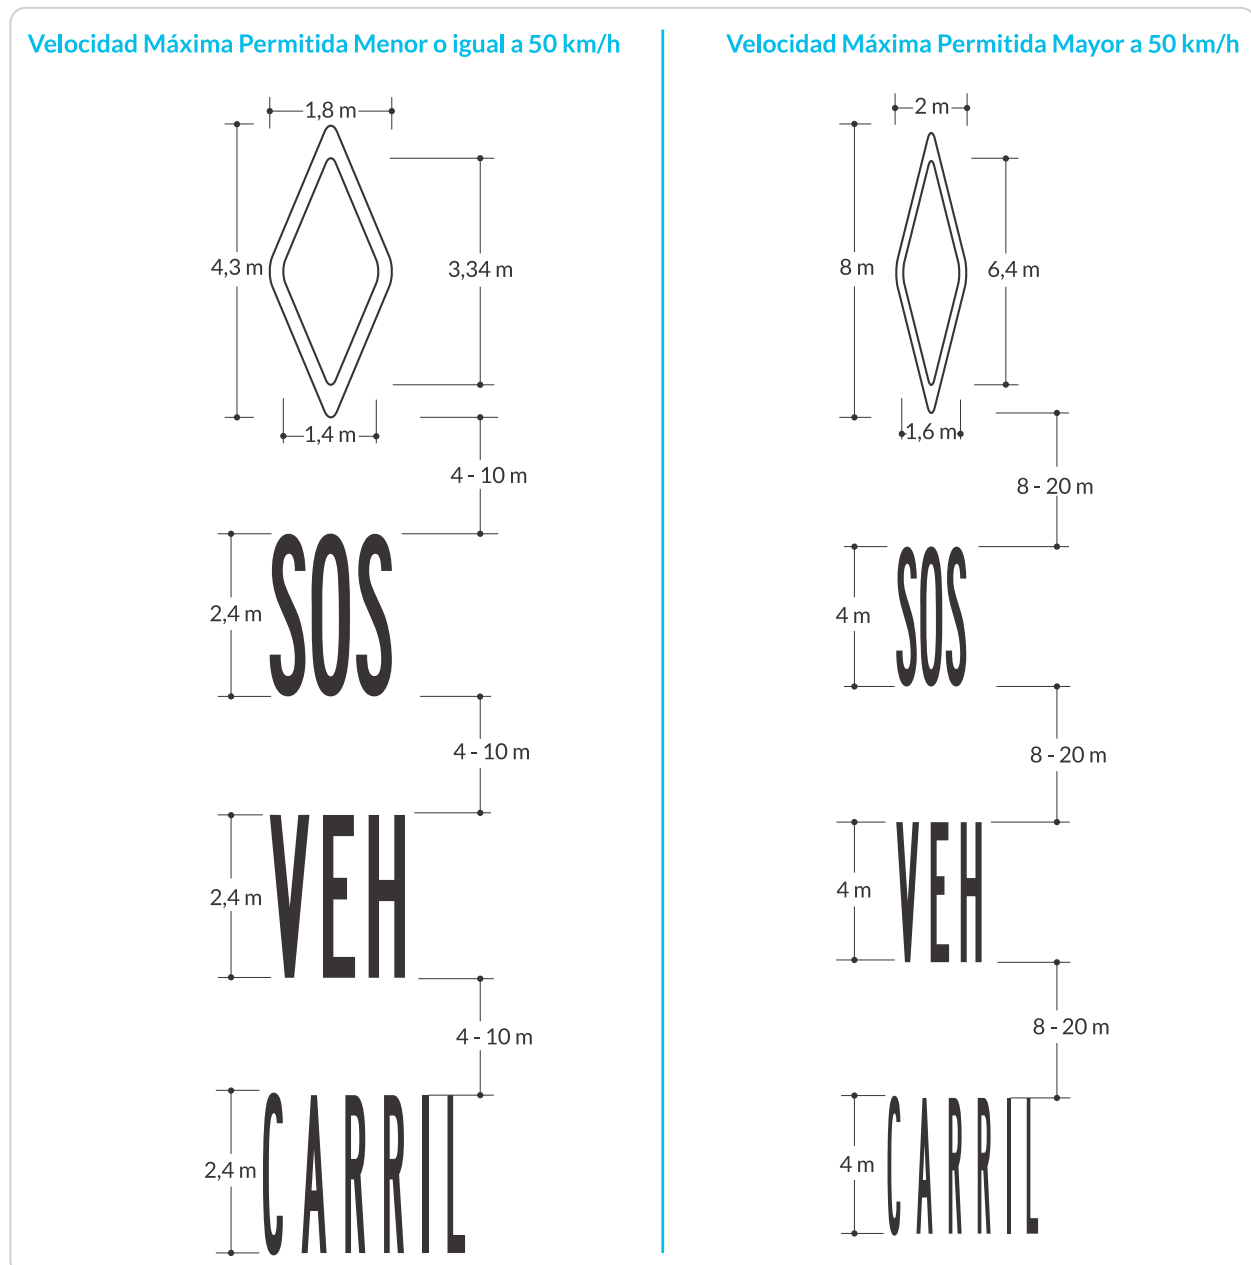 Velocidad Máxima Permitida Menor o igual a 50 km/h
1,8 m
4,3 m
3,34 m
1,4 m
4 - 10 m
SOS
2,4 m
4 - 10 m
VEH
2,4 m
4 - 10 m
CARRIL
2,4 m
Velocidad Máxima Permitida Mayor a 50 km/h
2 m
8 m
6,4 m
1,6 m
8 - 20 m
SOS
4 m
8 - 20 m
VEH
4 m
8 - 20 m
CARRIL
4 m